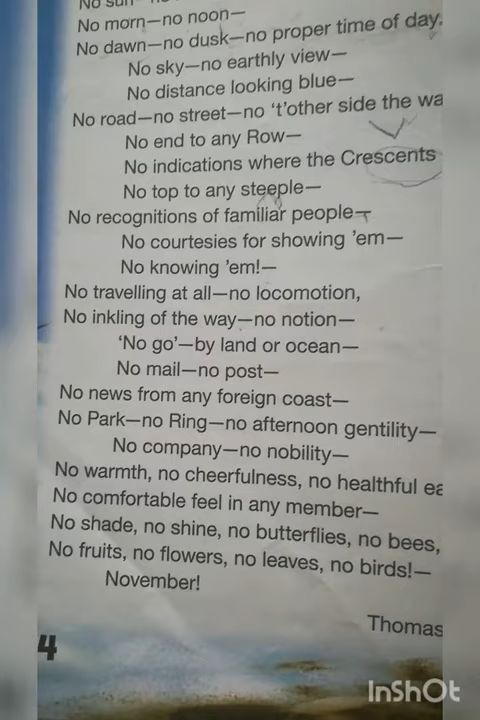 No sun
No morn—no noon—
No dawn—no dusk—no proper time of day.
No sky—no earthly view—
No distance looking blue—
No road—no street—no 't'other side the wa
No end to any Row—
No indications where the Crescents
No top to any steeple—
No recognitions of familiar people—
No courtesies for showing 'em—
No knowing 'em!—
No travelling at all—no locomotion,
No inkling of the way—no notion—
'No go'—by land or ocean—
No mail—no post—
No news from any foreign coast—
No Park—no Ring—no afternoon gentility—
No company—no nobility—
No warmth, no cheerfulness, no healthful ea
No comfortable feel in any member—
No shade, no shine, no butterflies, no bees,
No fruits, no flowers, no leaves, no birds!—
November!
Thomas
4
InShOt